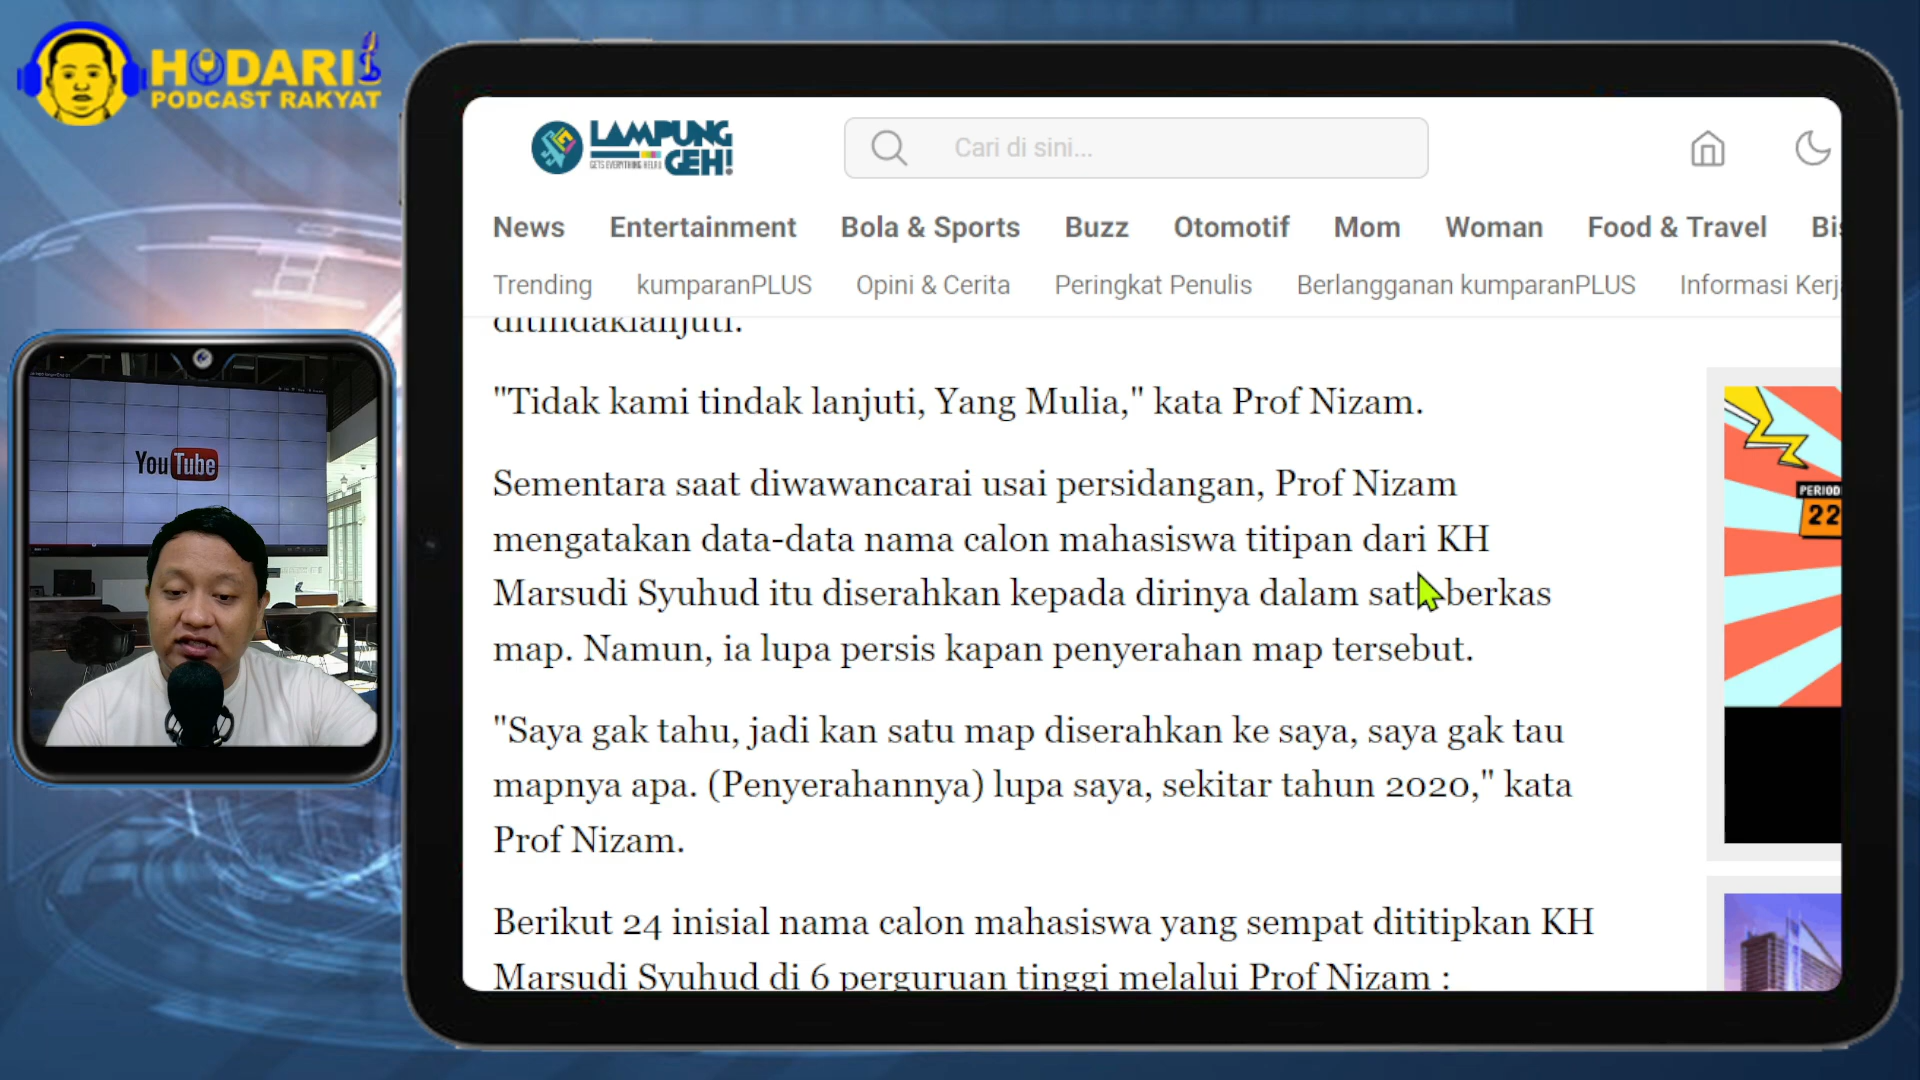 HODARI
PODCAST RAKYAT
LAMPUNG
GEH!
Cari di sini...
News Entertainment Bola & Sports Buzz Otomotif Mom Woman Food & Travel
Trending kumparanPLUS Opini & Cerita Peringkat Penulis Berlangganan kumparanPLUS Informasi Kerj
ditindaklanjuti.
"Tidak kami tindak lanjuti, Yang Mulia," kata Prof Nizam.
Sementara saat diwawancarai usai persidangan, Prof Nizam
mengatakan data-data nama calon mahasiswa titipan dari KH
Marsudi Syuhud itu diserahkan kepada dirinya dalam satu berkas
map. Namun, ia lupa persis kapan penyerahan map tersebut.
"Saya gak tahu, jadi kan satu map diserahkan ke saya, saya gak tau
mapnya apa. (Penyerahannya) lupa saya, sekitar tahun 2020," kata
Prof Nizam.
Berikut 24 inisial nama calon mahasiswa yang sempat dititipkan KH
Marsudi Syuhud di 6 perguruan tinggi melalui Prof Nizam :
PERIOD
22
YouTube